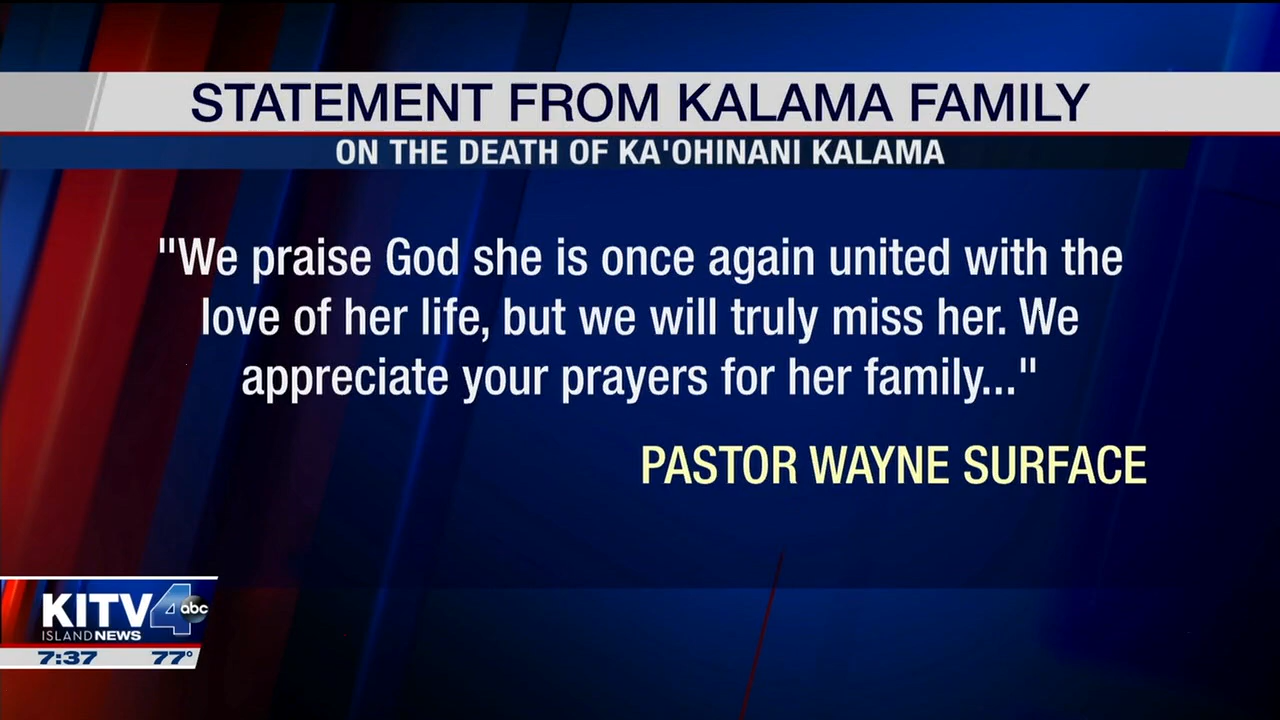 STATEMENT FROM KALAMA FAMILY
ON THE DEATH OF KA'OHINANI KALAMA
"We praise God she is once again united with the
love of her life, but we will truly miss her. We
appreciate your prayers for her family..."
PASTOR WAYNE SURFACE
KITV4 abc
ISLAND NEWS
7:37 77°